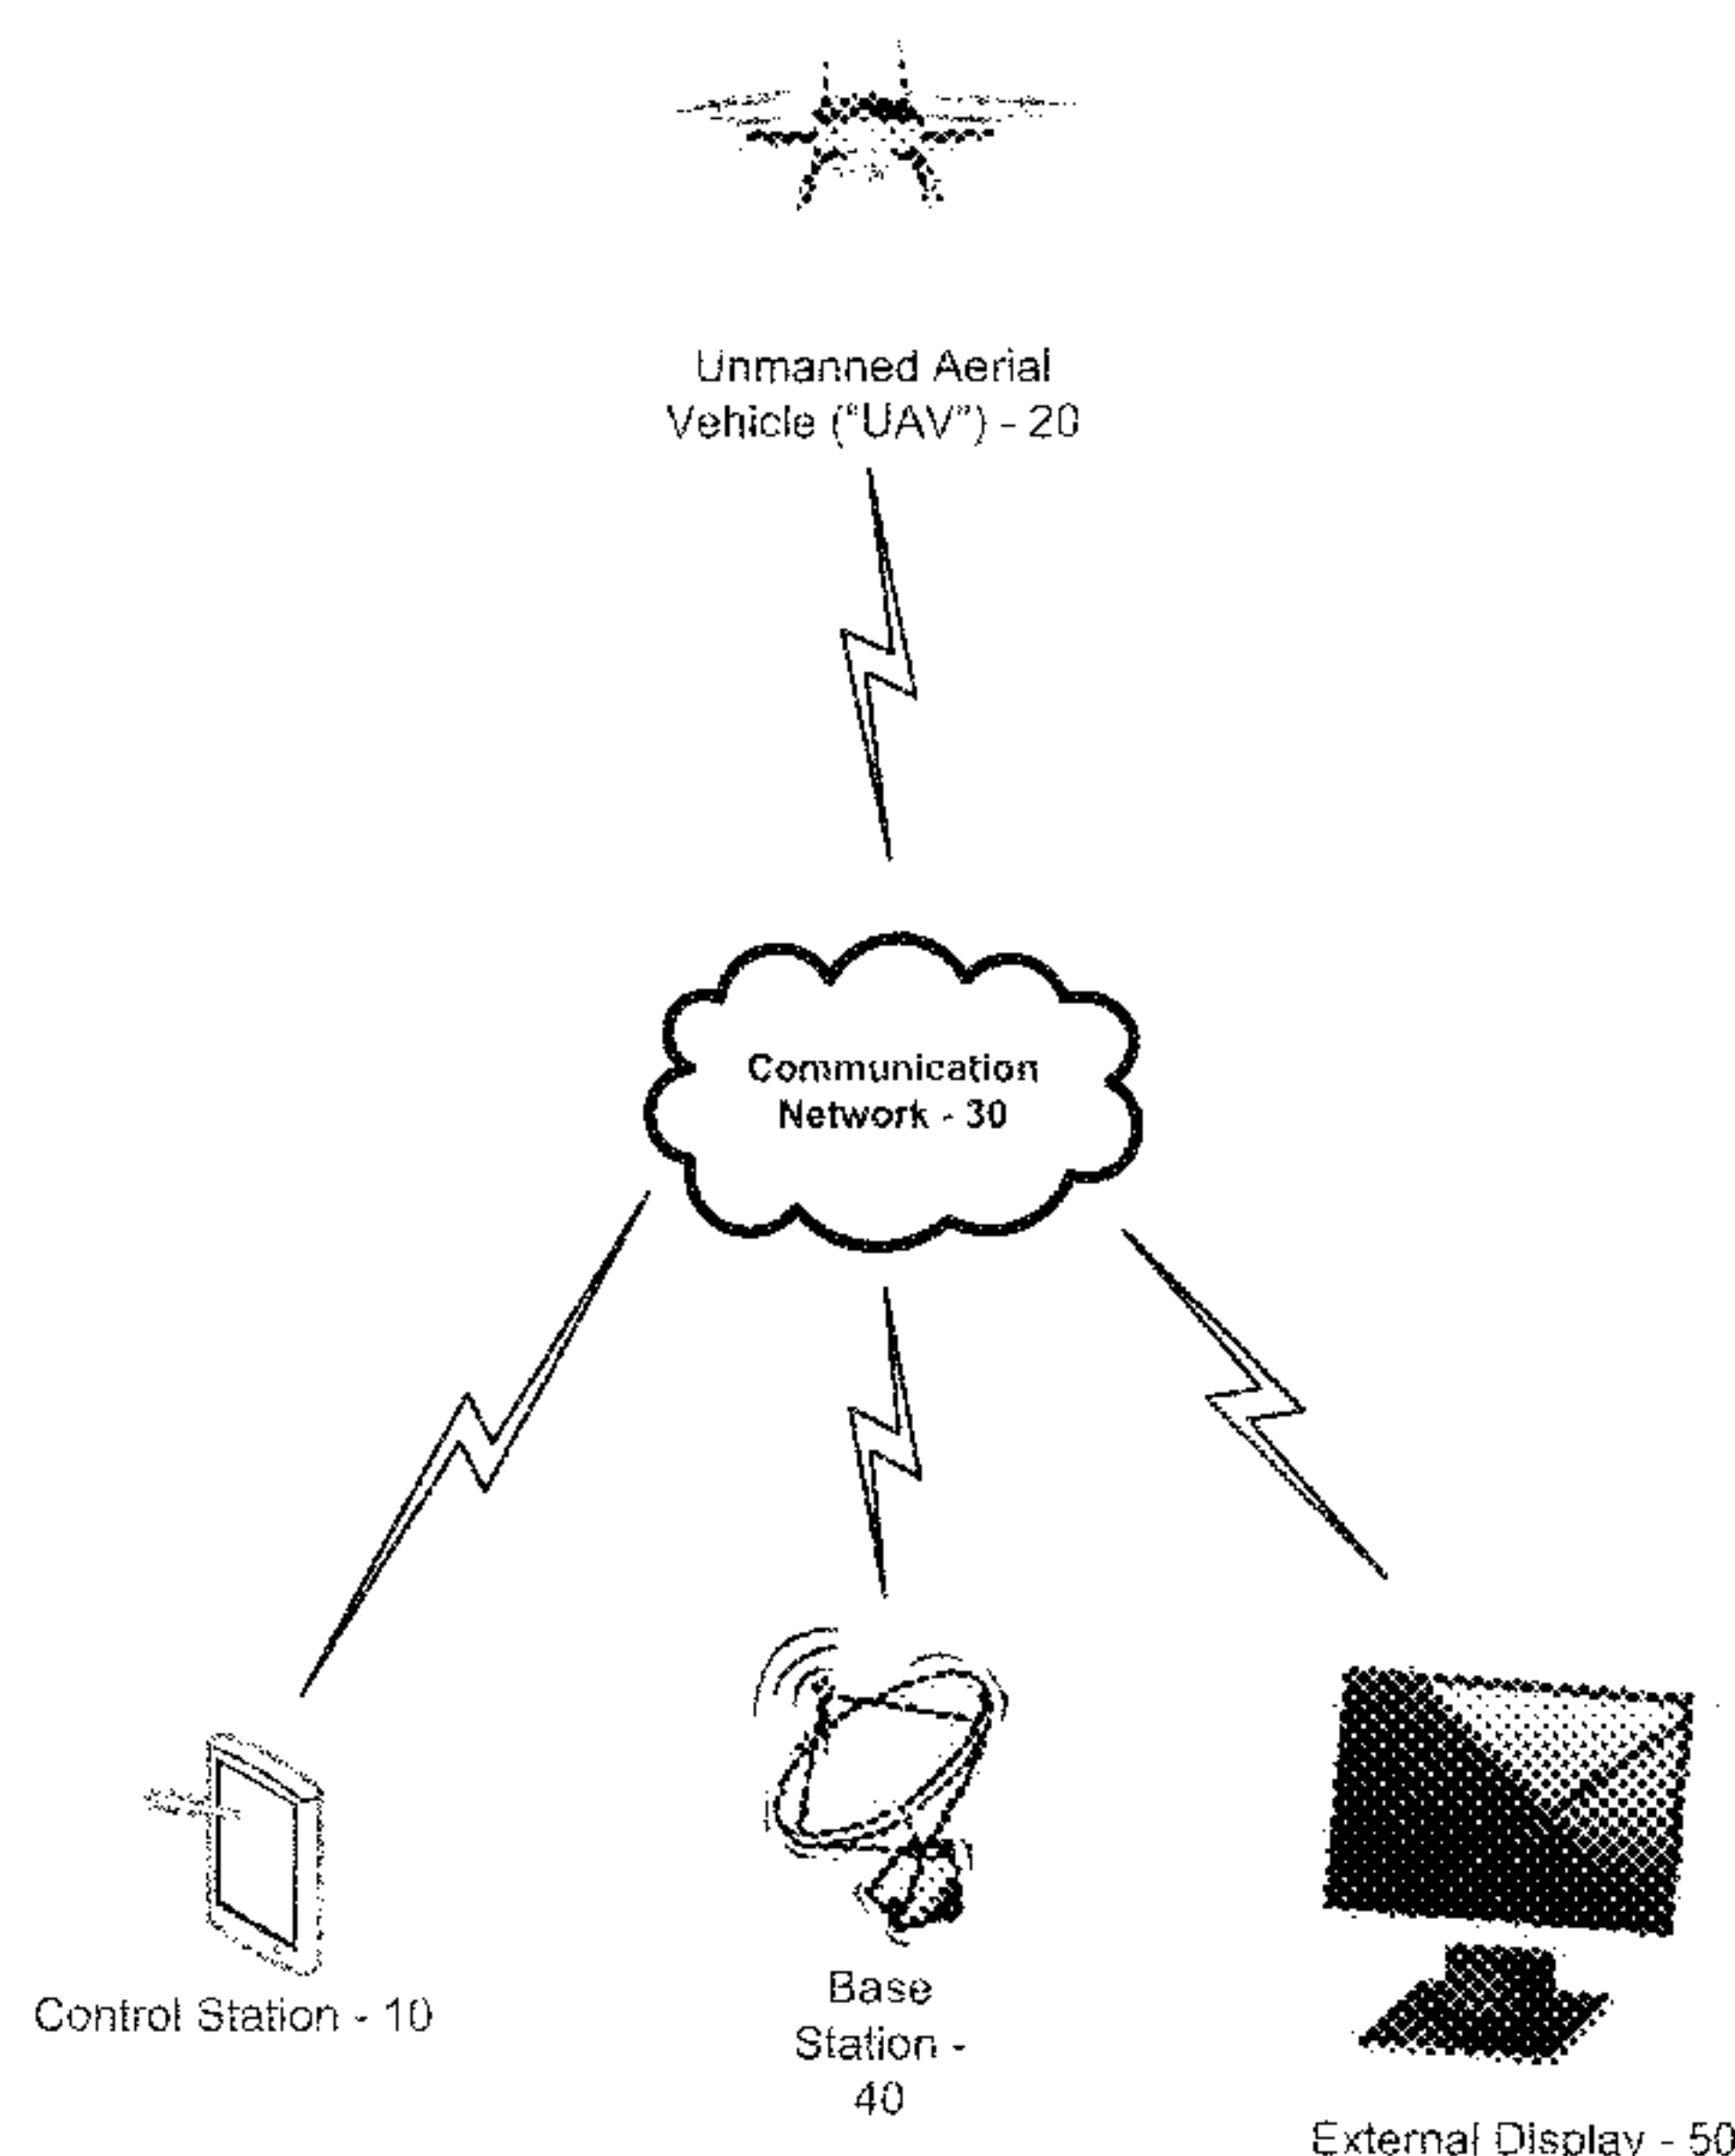 Unmanned Aerial
Vehicle ("UAV") - 20
Communication
Network - 30
Control Station - 10
Base
Station -
40
External Display - 50